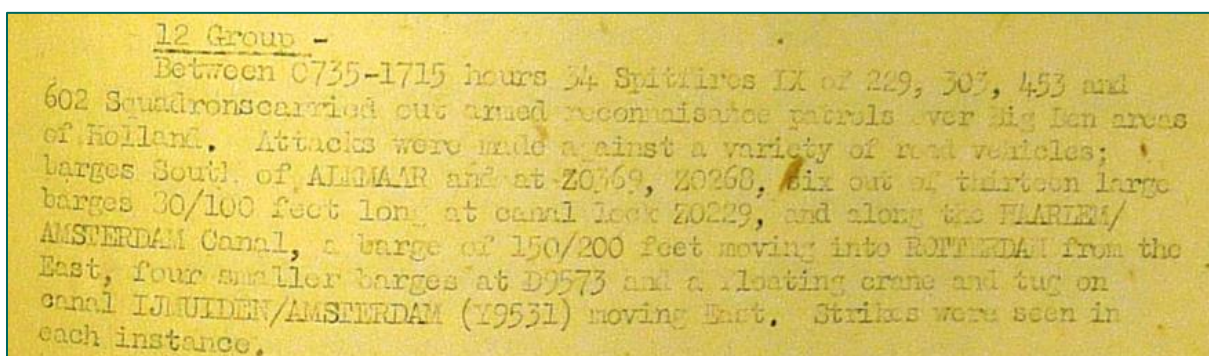 12 Group -
Between 0735-1715 hours 34 Spitfires IX of 229, 303, 453 and
602 Squadronscarried out armed reconnaisance patrols over Big Ben areas
of Holland. Attacks were made against a variety of road vehicles;
barges South of ALKMAAR and at Z0369, Z0268, six out of thirteen large
barges 80/100 feet long at canal lock Z0229, and along the HAARLEM/
AMSTERDAM Canal, a barge of 150/200 feet moving into ROTTERDAM from the
East, four smaller barges at D9573 and a floating crane and tug on
canal IJMUIDEN/AMSTERDAM (Y9531) moving East. Strikes were seen in
each instance.